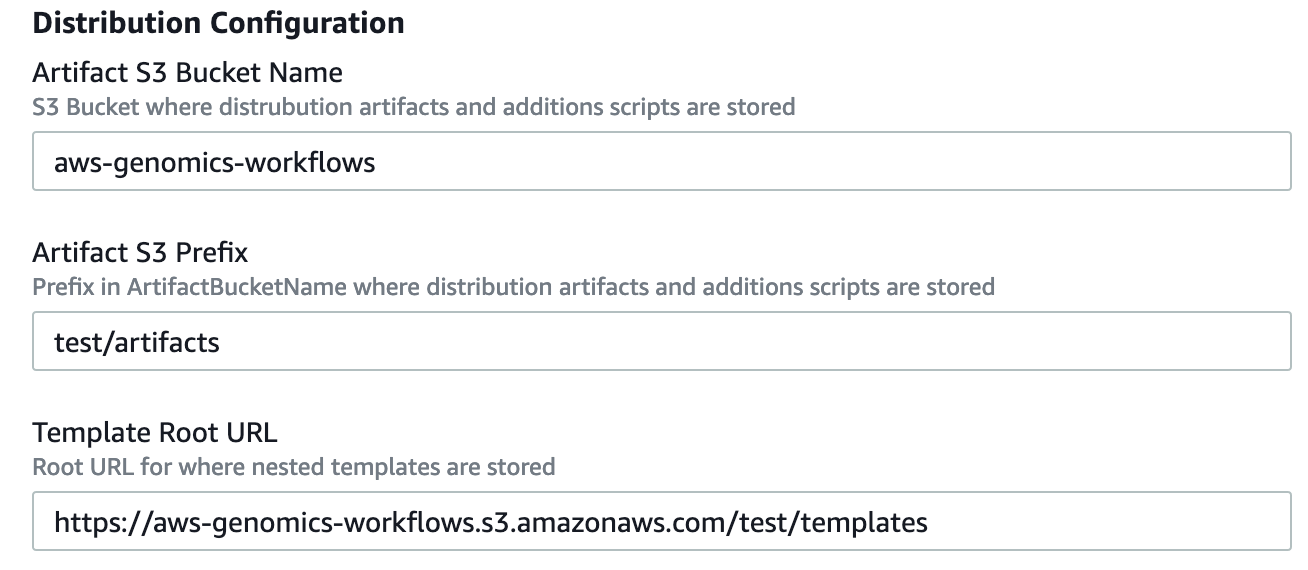 Distribution Configuration
Artifact S3 Bucket Name
S3 Bucket where distrubution artifacts and additions scripts are stored
aws-genomics-workflows
Artifact S3 Prefix
Prefix in ArtifactBucketName where distribution artifacts and additions scripts are stored
test/artifacts
Template Root URL
Root URL for where nested templates are stored
https://aws-genomics-workflows.s3.amazonaws.com/test/templates